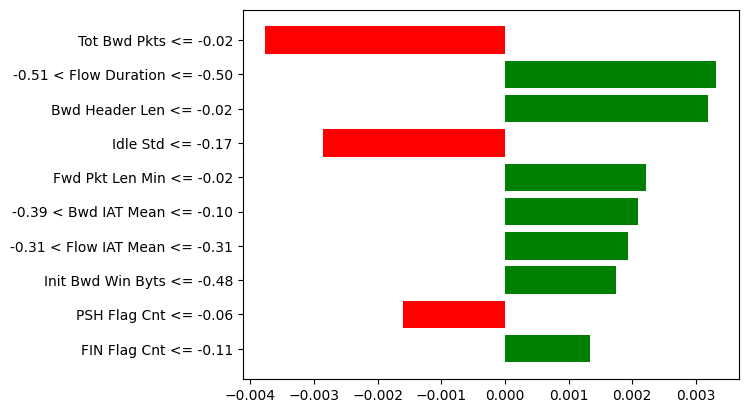 Tot Bwd Pkts <= -0.02
-0.51 < Flow Duration <= -0.50
Bwd Header Len <= -0.02
Idle Std <= -0.17
Fwd Pkt Len Min <= -0.02
-0.39 < Bwd IAT Mean <= -0.10
-0.31 < Flow IAT Mean <= -0.31
Init Bwd Win Byts <= -0.48
PSH Flag Cnt <= -0.06
FIN Flag Cnt <= -0.11
−0.004 −0.003 −0.002 −0.001 0.000 0.001 0.002 0.003